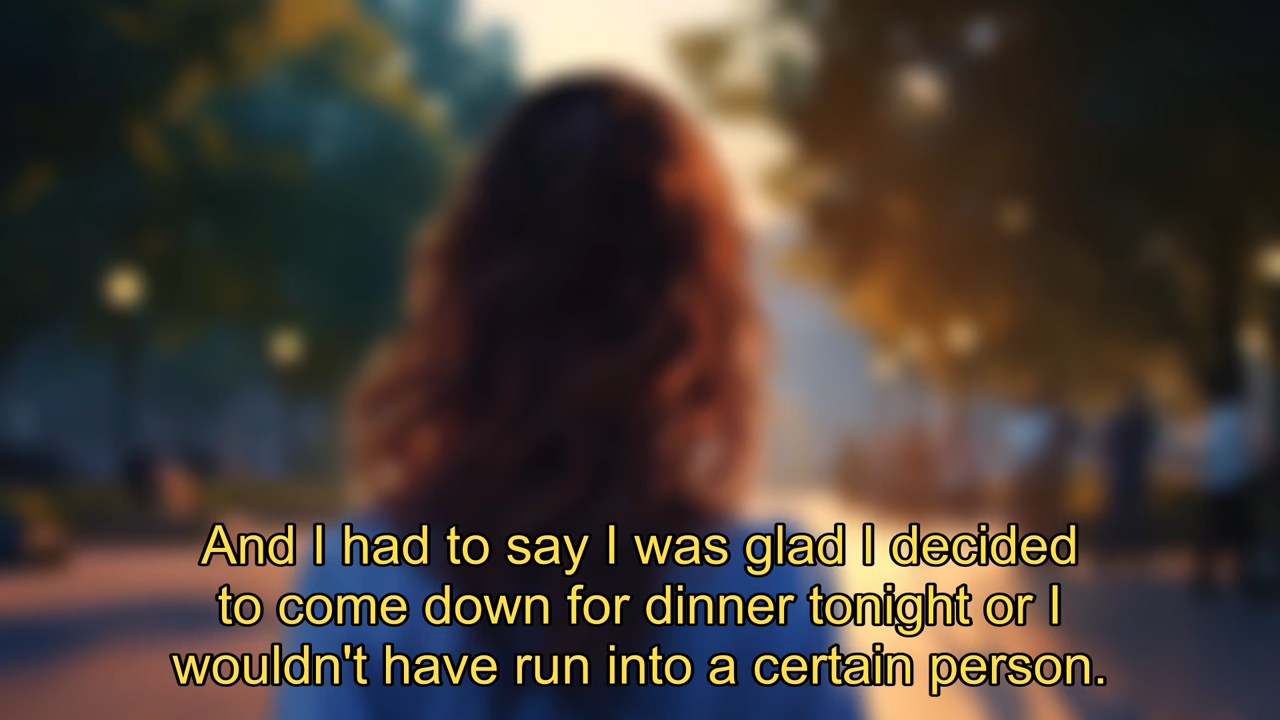 And I had to say I was glad I decided
to come down for dinner tonight or I
wouldn't have run into a certain person.